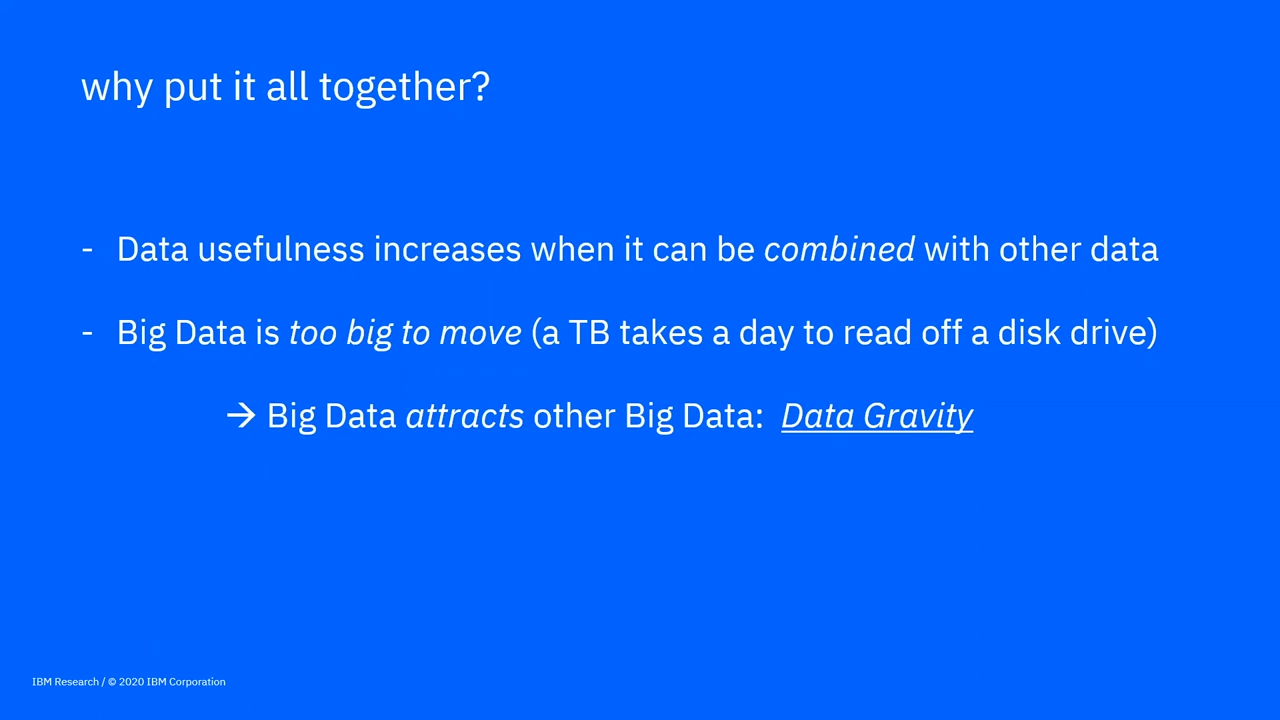 why put it all together?
- Data usefulness increases when it can be combined with other data
- Big Data is too big to move (a TB takes a day to read off a disk drive)
→ Big Data attracts other Big Data: Data Gravity
IBM Research / © 2020 IBM Corporation